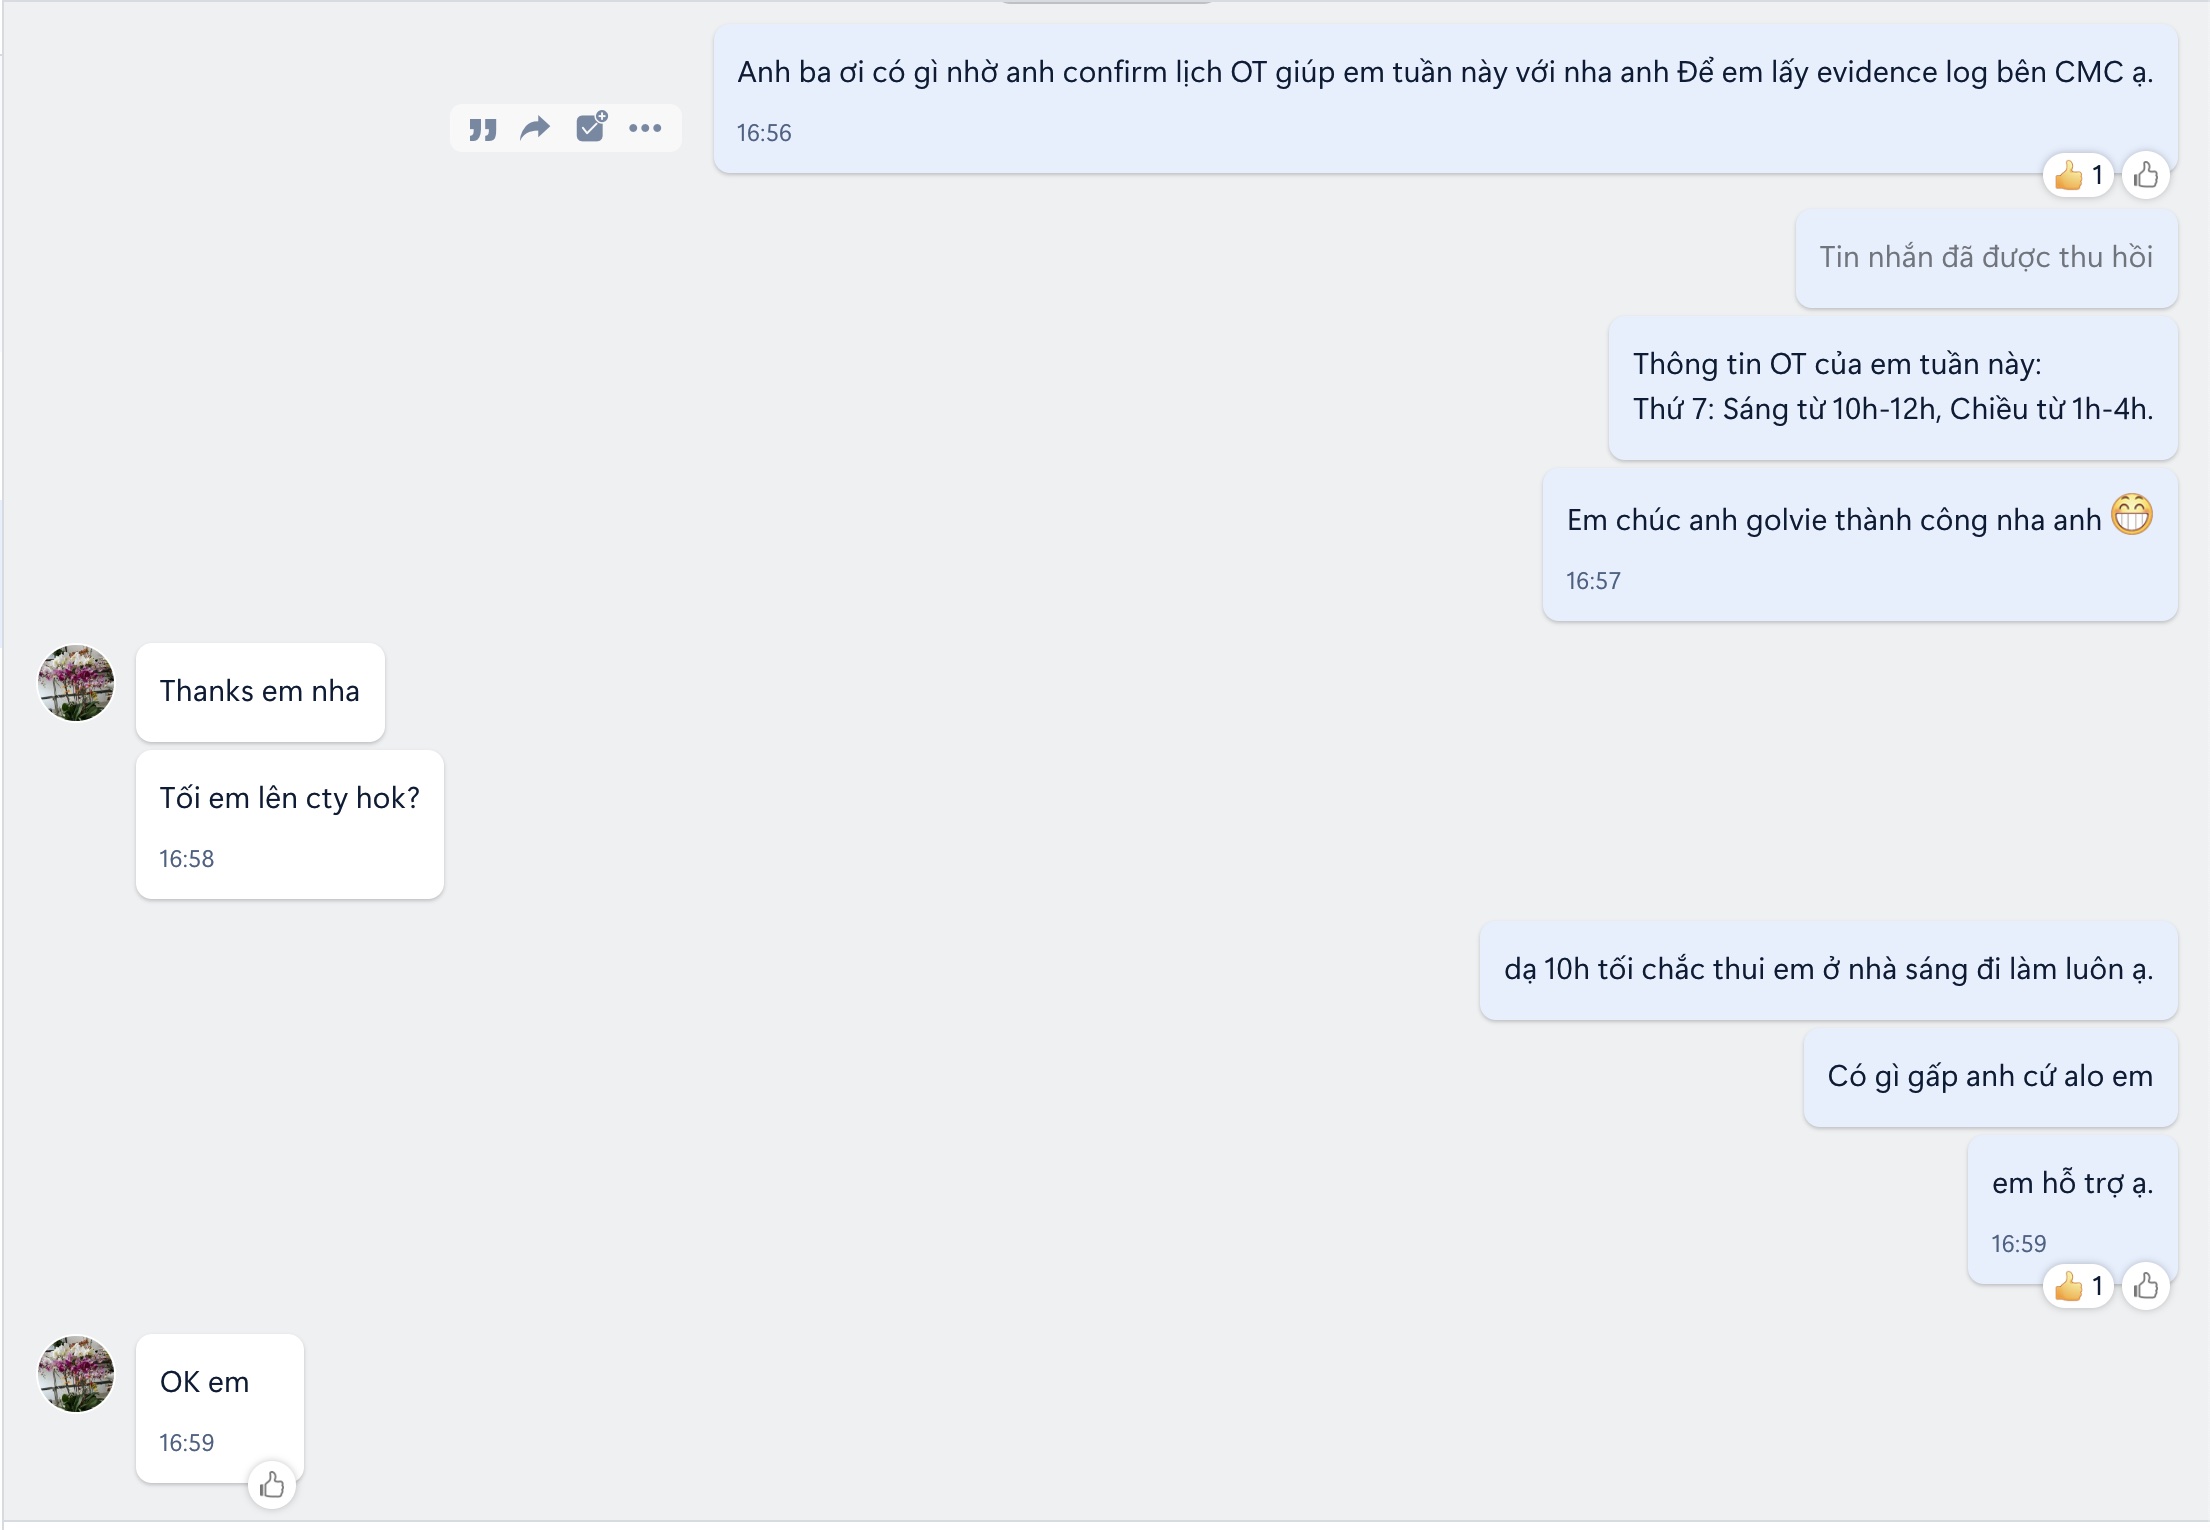 Anh ba ơi có gì nhờ anh confirm lịch OT giúp em tuần này với nha anh Để em lấy evidence log bên CMC ạ.
16:56
1
Tin nhắn đã được thu hồi
Thông tin OT của em tuần này:
Thứ 7: Sáng từ 10h-12h, Chiều từ 1h-4h.
Em chúc anh golvie thành công nha anh 😁
16:57
Thanks em nha
Tối em lên cty hok?
16:58
dạ 10h tối chắc thui em ở nhà sáng đi làm luôn ạ.
Có gì gấp anh cứ alo em
em hỗ trợ ạ.
16:59
1
OK em
16:59